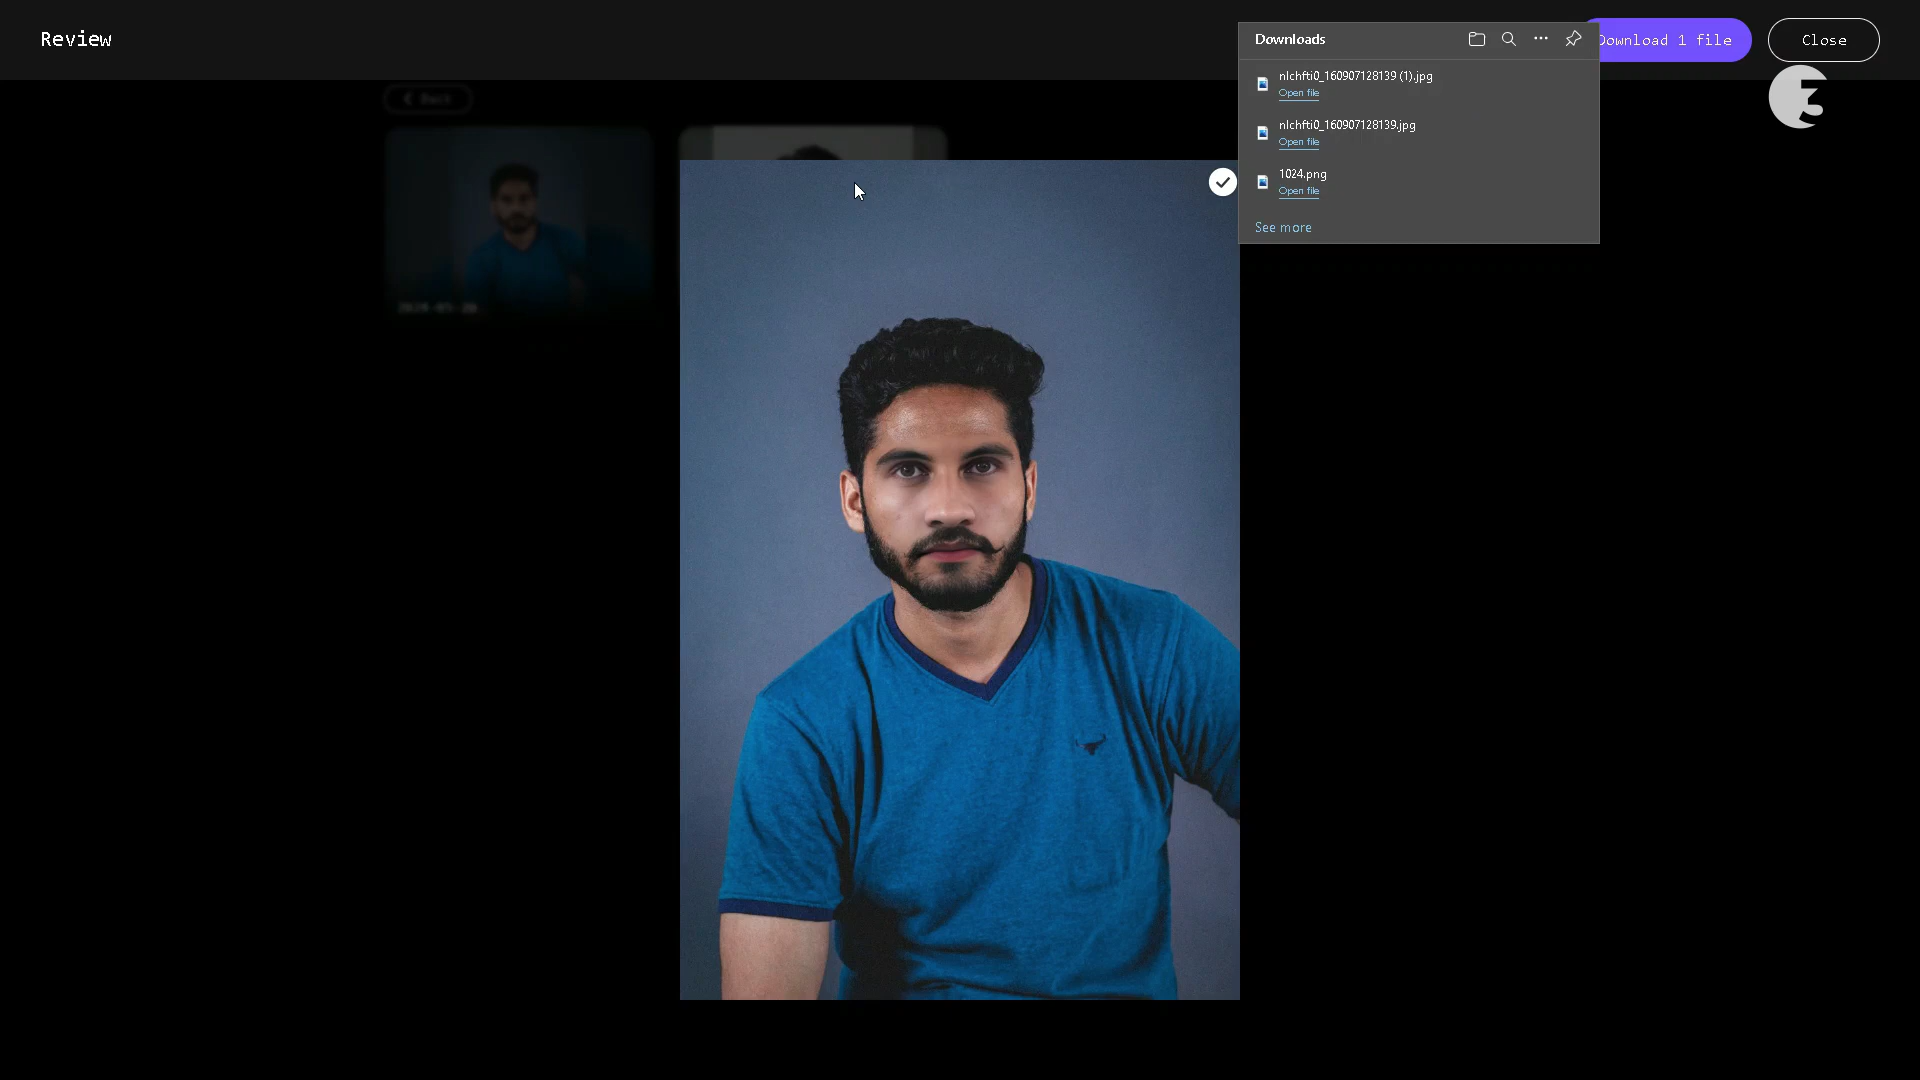 Review
Downloads
Download 1 file
Close
Back
nlchfti0_160907128139 (1).jpg
Open file
nlchfti0_160907128139.jpg
Open file
1024.png
Open file
See more